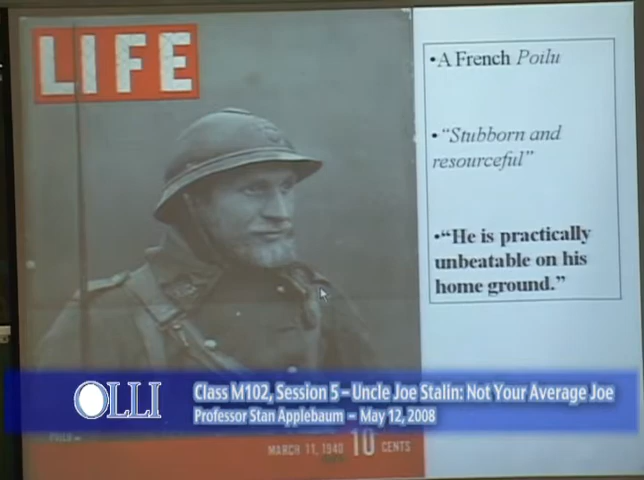 LIFE
•A French Poilu
•"Stubborn and
resourceful"
•"He is practically
unbeatable on his
home ground."
OLLI
Class M102, Session 5 – Uncle Joe Stalin: Not Your Average Joe
Professor Stan Applebaum – May 12, 2008
MARCH 11, 1940 10 CENTS